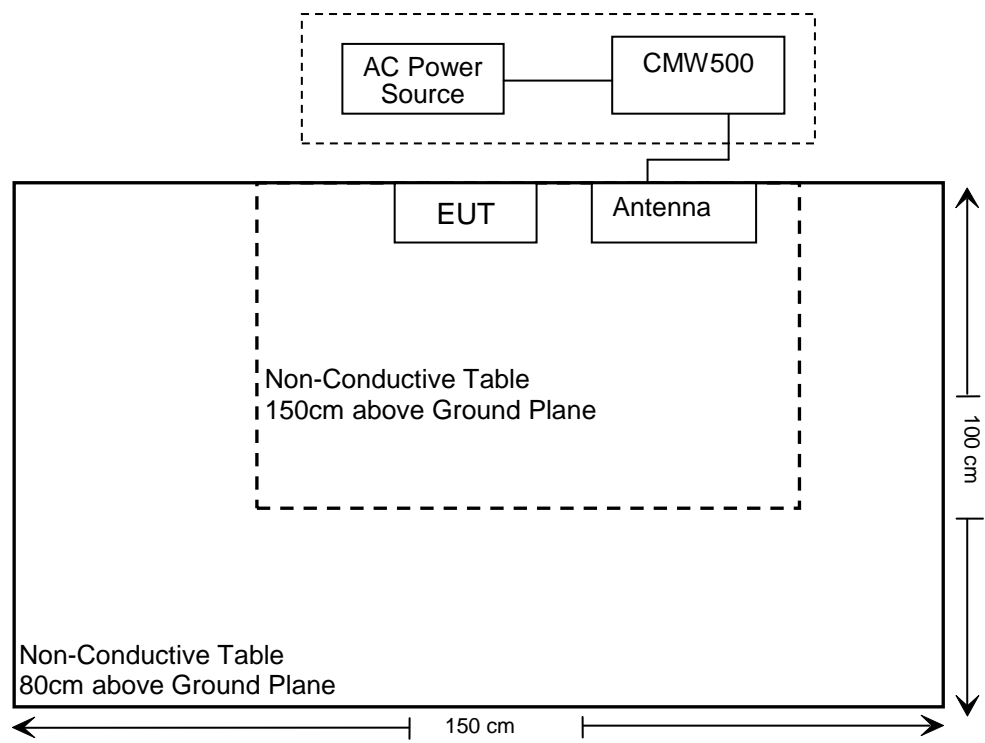 AC Power
Source
CMW500
EUT
Antenna
Non-Conductive Table
150cm above Ground Plane
100 cm
Non-Conductive Table
80cm above Ground Plane
150 cm